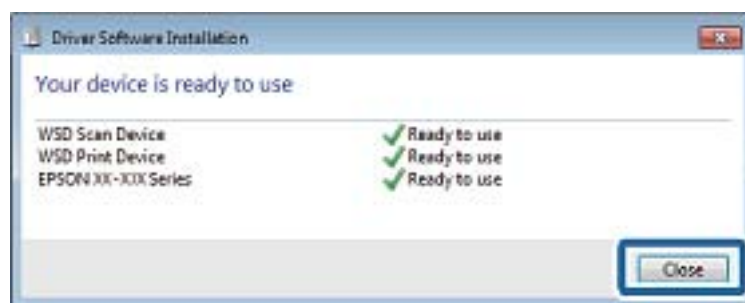 Driver Software Installation
Your device is ready to use
WSD Scan Device Ready to use
WSD Print Device Ready to use
EPSON XX-XXX Series Ready to use
Close